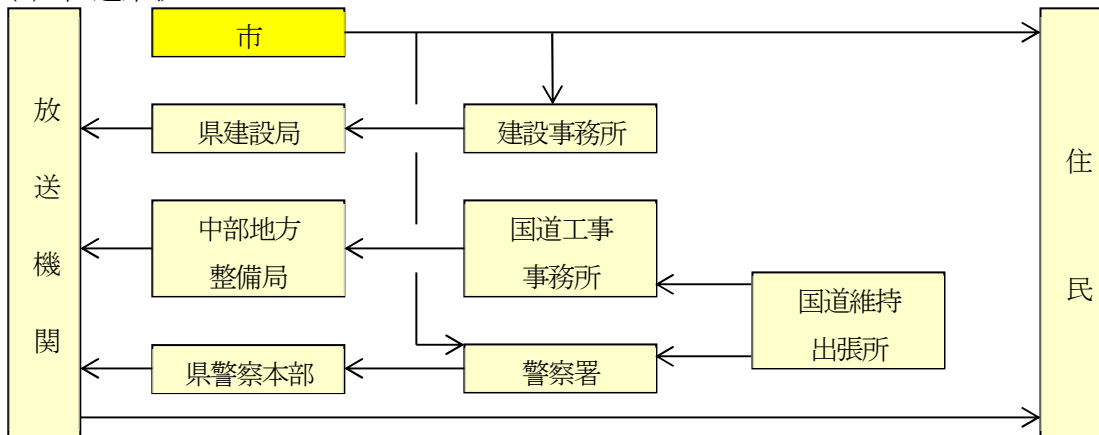 市
放送機関
県建設局
建設事務所
住民
中部地方
整備局
国道工事
事務所
国道維持
出張所
県警察本部
警察署